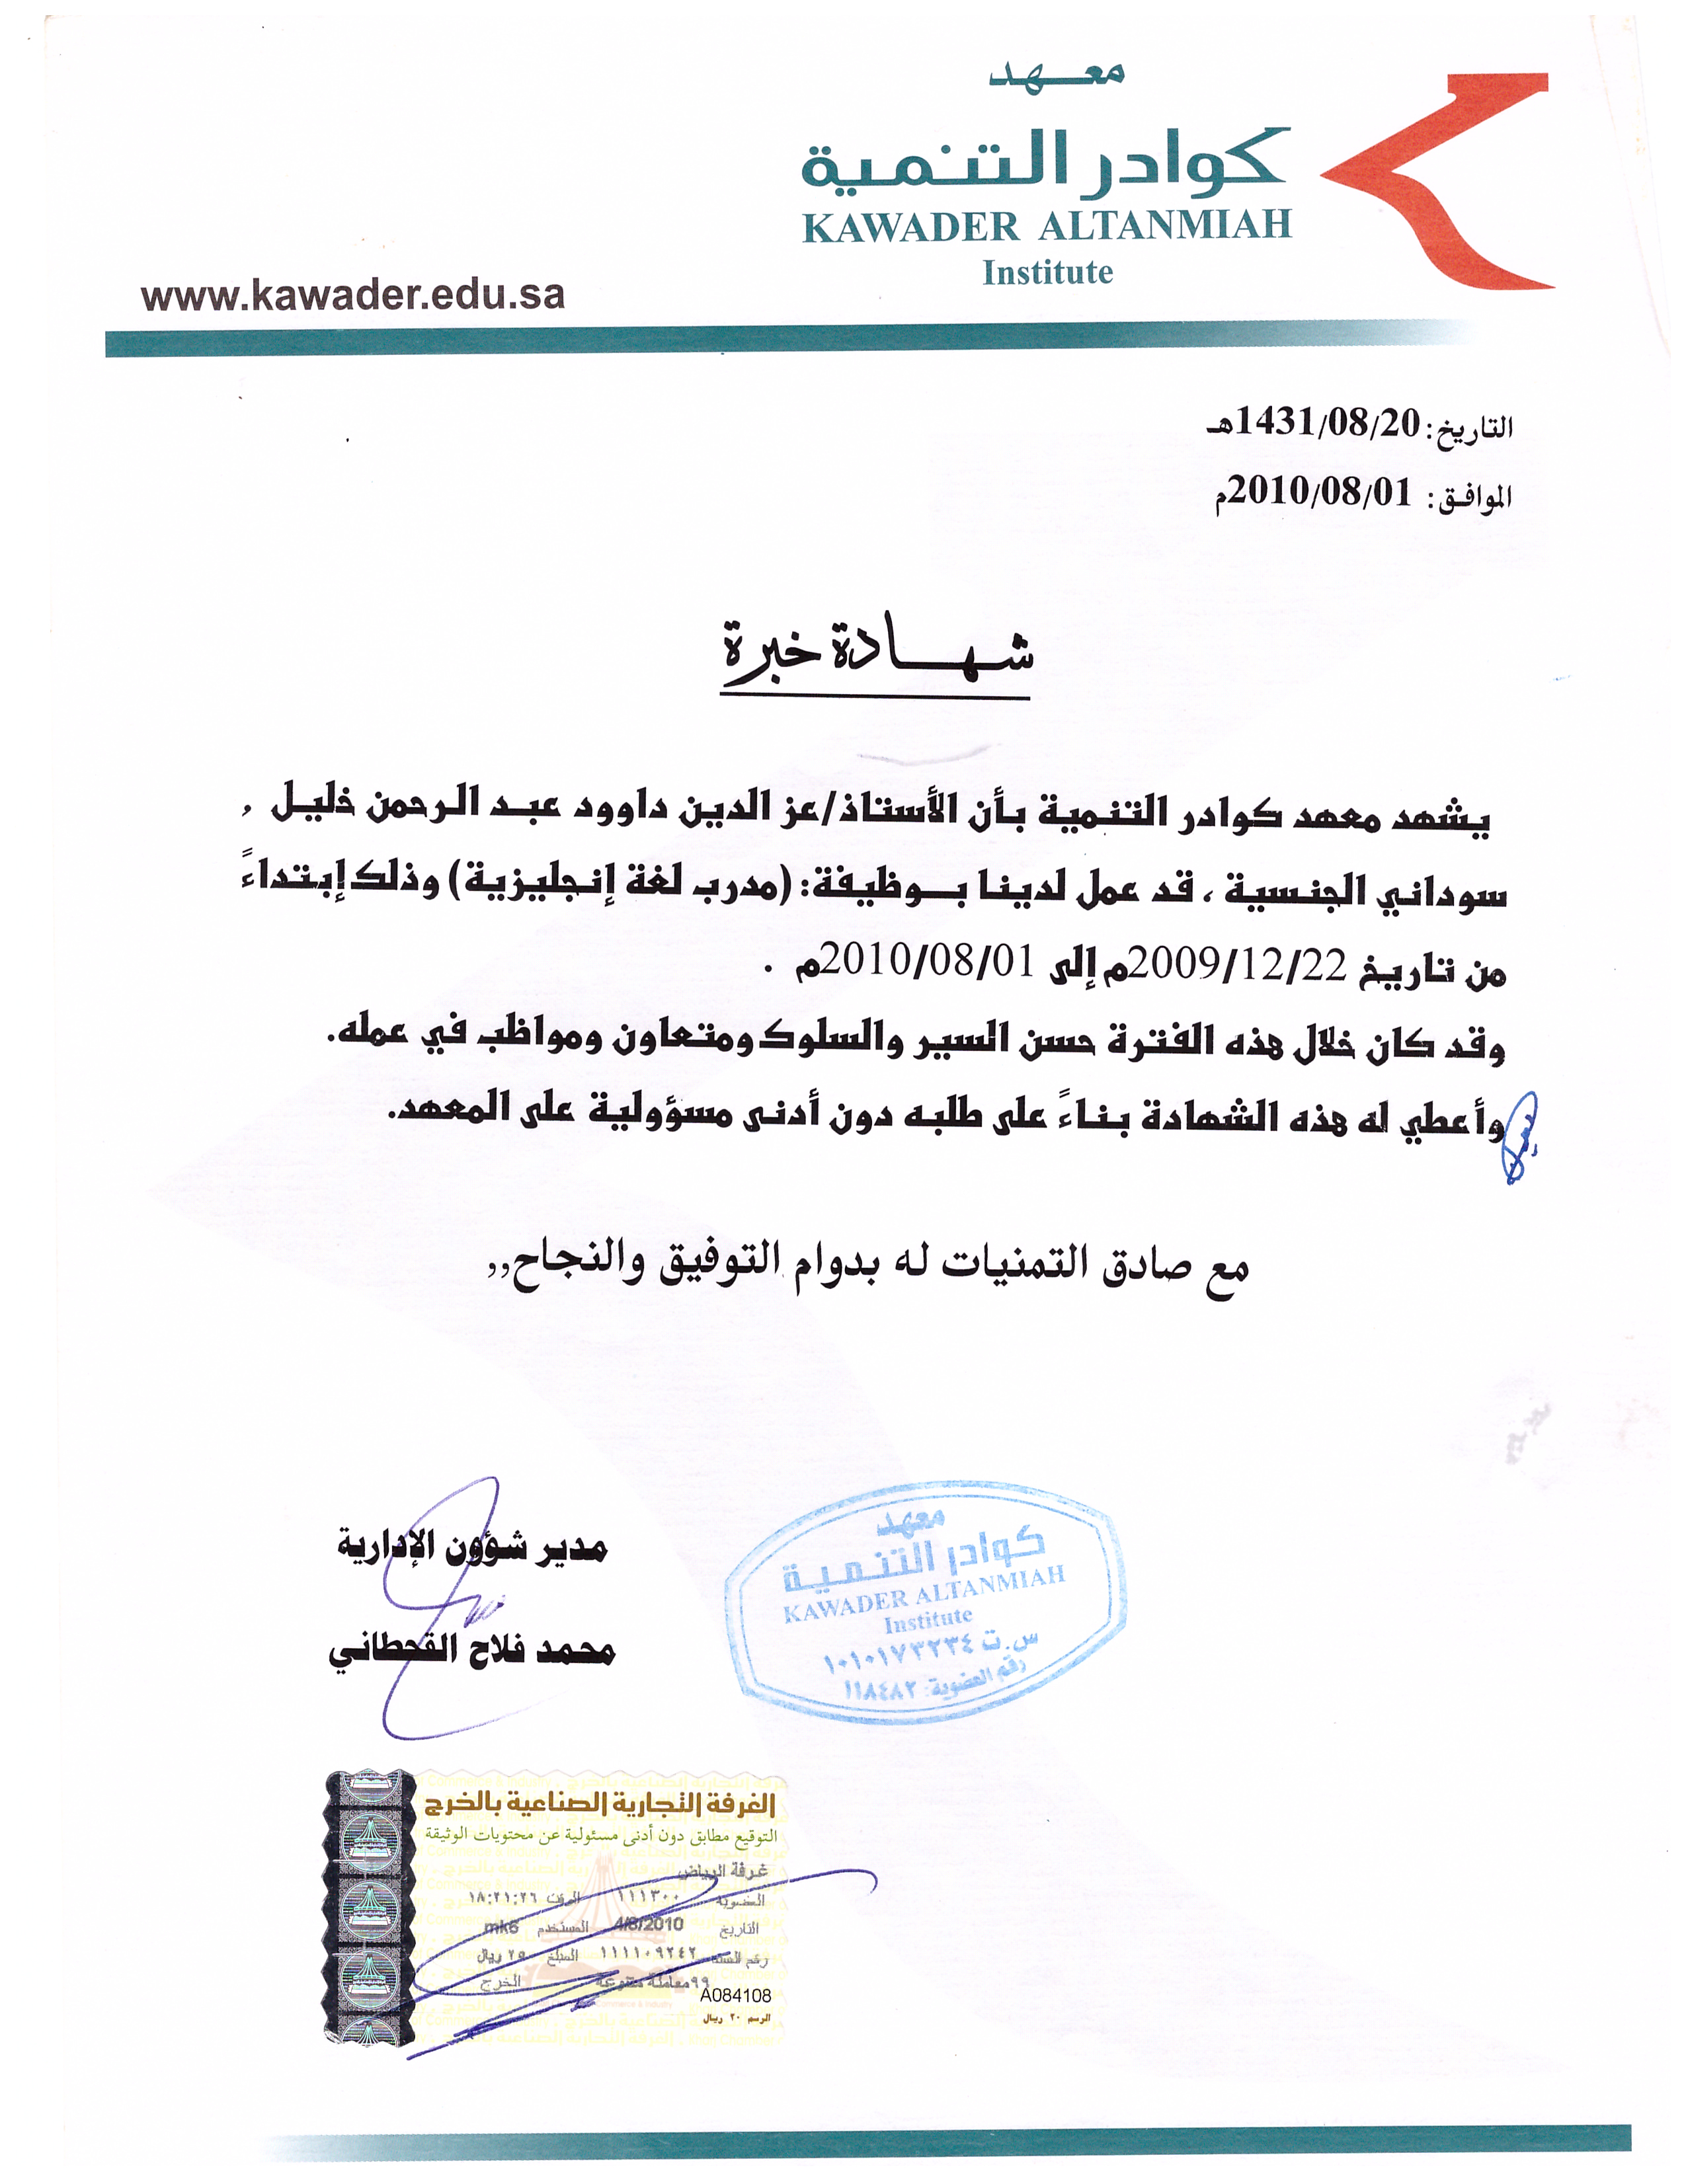 معهد
كوادر التنمية
KAWADER ALTANMIAH
Institute
www.kawader.edu.sa
التاريخ: 1431/08/20هـ
الموافق: 2010/08/01م
شهادة خبرة
يشهد معهد كوادر التنمية بأن الأستاذ/عز الدين داوود عبد الرحمن خليل ,
سوداني الجنسية ، قد عمل لدينا بوظيفة: (مدرب لغة إنجليزية) وذلك إبتداءً
من تاريخ 2009/12/22م إلى 2010/08/01م .
وقد كان خلال هذه الفترة حسن السير والسلوك ومتعاون ومواظب في عمله.
وأعطي له هذه الشهادة بناءً على طلبه دون أدنى مسؤولية على المعهد.
مع صادق التمنيات له بدوام التوفيق والنجاح,,
مدير شؤون الإدارية
محمد فلاح القحطاني
معهد
كوادر التنمية
KAWADER ALTANMIAH
Institute
س.ت ١٠١٠١٧٣٢٣٤
رقم العضوية: ١١٨٤٨٢
الغرفة التجارية الصناعية بالخرج
التوقيع مطابق دون أدنى مسئولية عن محتويات الوثيقة
غرفة الرياض
العضوية ١١١٣٠٠ الوقت ١٨:٢١:٢٦
التاريخ 4/8/2010 المستخدم mk6
رقم السند ١١١١٠٩٢٤٢ المبلغ ٢٥ ريال
٩٩معاملة متنوعة الخرج
A084108
الرسم ٢٠ ريال